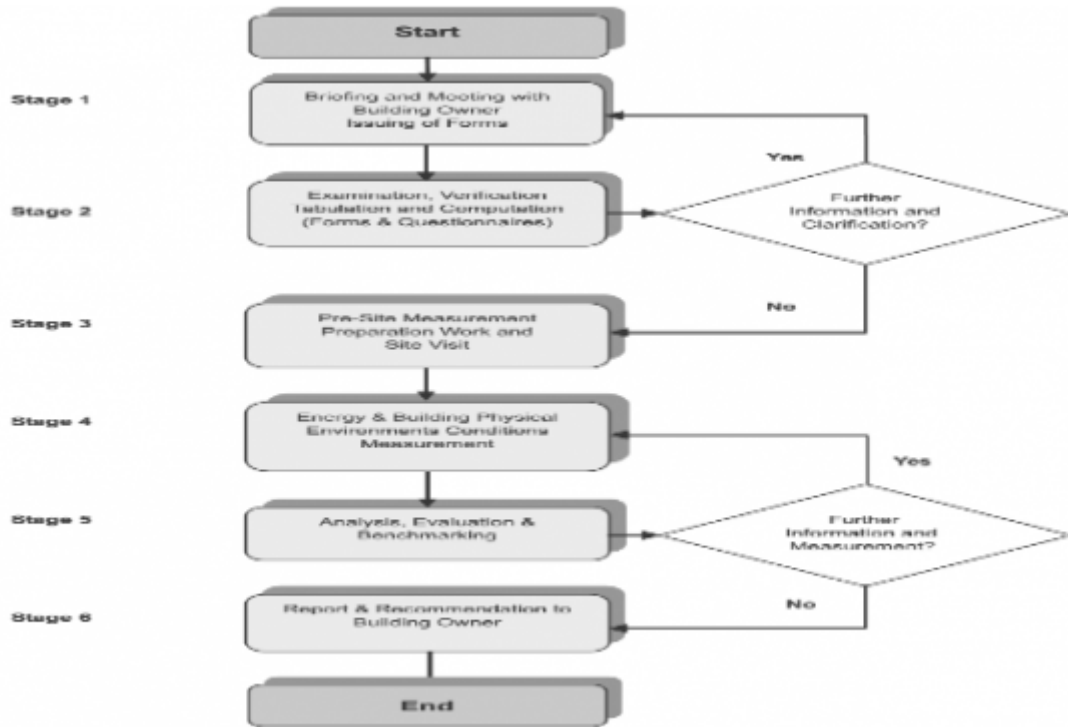 Start
Stage 1
Briefing and Meeting with
Building Owner
Issuing of Forms
Yes
Stage 2
Examination, Verification
Tabulation and Computation
(Forms & Questionnaires)
Further
Information and
Clarification?
No
Stage 3
Pre-Site Measurement
Preparation Work and
Site Visit
Stage 4
Energy & Building Physical
Environments Conditions
Measurement
Yes
Stage 5
Analysis, Evaluation &
Benchmarking
Further
Information and
Measurement?
No
Stage 6
Report & Recommendation to
Building Owner
End